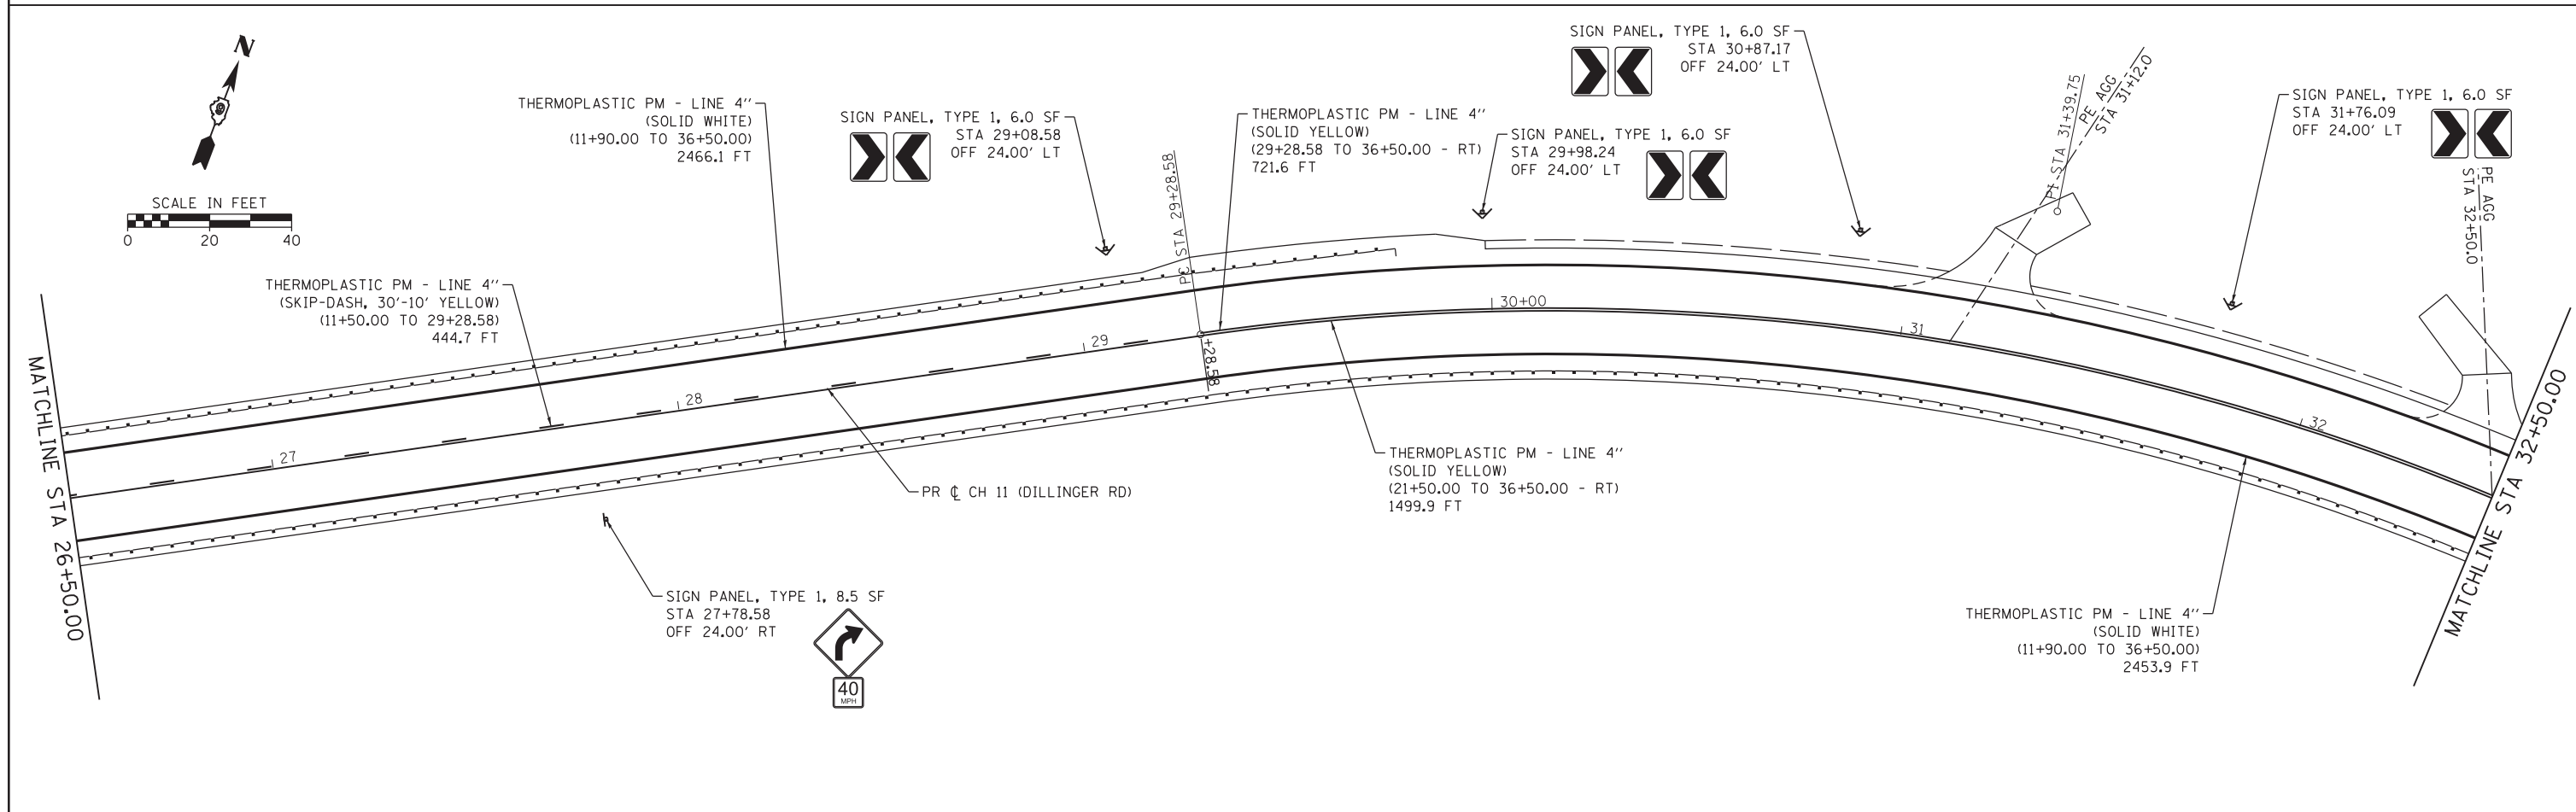 N
SCALE IN FEET
0 20 40
THERMOPLASTIC PM - LINE 4"
(SOLID WHITE)
(11+90.00 TO 36+50.00)
2466.1 FT
SIGN PANEL, TYPE 1, 6.0 SF
STA 29+08.58
OFF 24.00' LT
THERMOPLASTIC PM - LINE 4"
(SOLID YELLOW)
(29+28.58 TO 36+50.00 - RT)
721.6 FT
SIGN PANEL, TYPE 1, 6.0 SF
STA 29+98.24
OFF 24.00' LT
SIGN PANEL, TYPE 1, 6.0 SF
STA 30+87.17
OFF 24.00' LT
PI STA 31+39.75
PE AGG
STA 31+12.0
SIGN PANEL, TYPE 1, 6.0 SF
STA 31+76.09
OFF 24.00' LT
PE AGG
STA 32+50.0
THERMOPLASTIC PM - LINE 4"
(SKIP-DASH, 30'-10' YELLOW)
(11+50.00 TO 29+28.58)
444.7 FT
PC STA 29+28.58
+28.58
27
28
29
30+00
31
32
MATCHLINE STA 26+50.00
MATCHLINE STA 32+50.00
PR ℄ CH 11 (DILLINGER RD)
THERMOPLASTIC PM - LINE 4"
(SOLID YELLOW)
(21+50.00 TO 36+50.00 - RT)
1499.9 FT
SIGN PANEL, TYPE 1, 8.5 SF
STA 27+78.58
OFF 24.00' RT
40
MPH
THERMOPLASTIC PM - LINE 4"
(SOLID WHITE)
(11+90.00 TO 36+50.00)
2453.9 FT